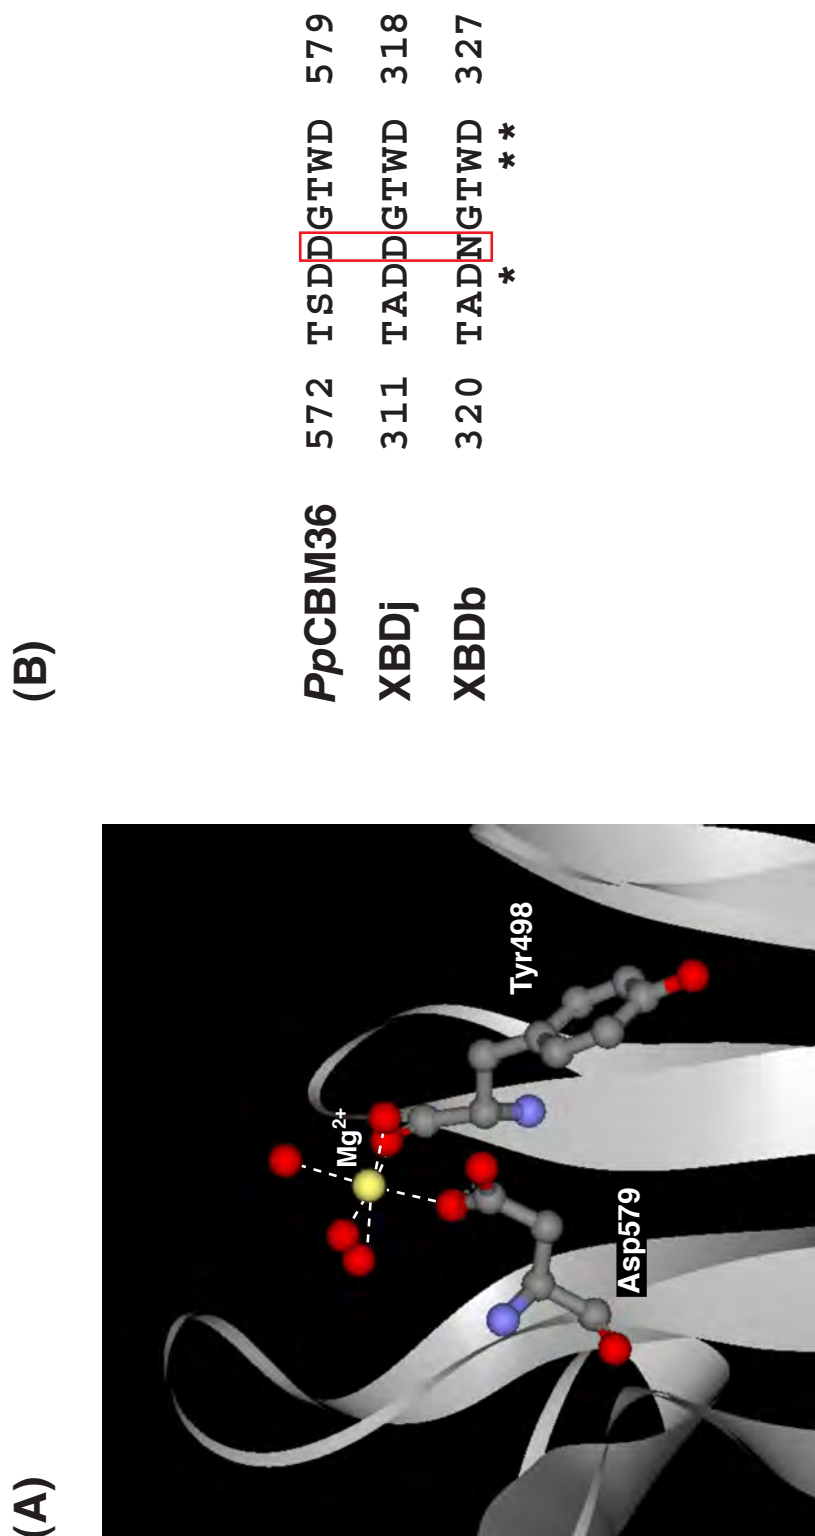 (A)
Mg2+
Tyr498
Asp579
(B)
PpCBM36 572 TSDDGTWD 579
XBDj 311 TADDGTWD 318
XBDb 320 TADNGTWD 327
* **